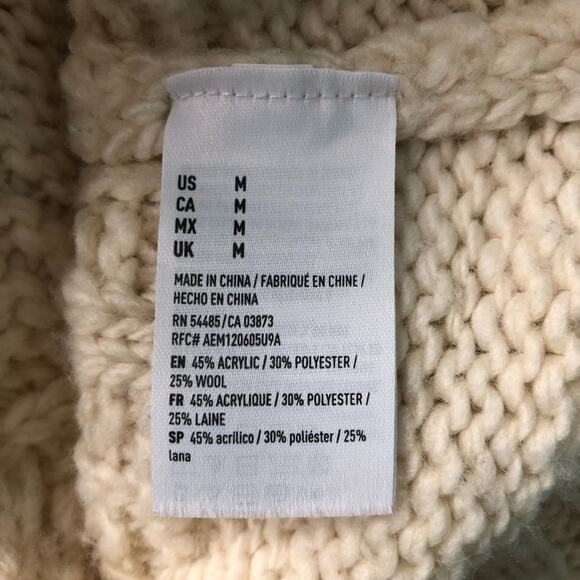 US M
CA M
MX M
UK M
MADE IN CHINA / FABRIQUÉ EN CHINE /
HECHO EN CHINA
RN 54485/CA 03873
RFC# AEM120605U9A
EN 45% ACRYLIC / 30% POLYESTER /
25% WOOL
FR 45% ACRYLIQUE / 30% POLYESTER /
25% LAINE
SP 45% acrílico / 30% poliéster / 25%
lana